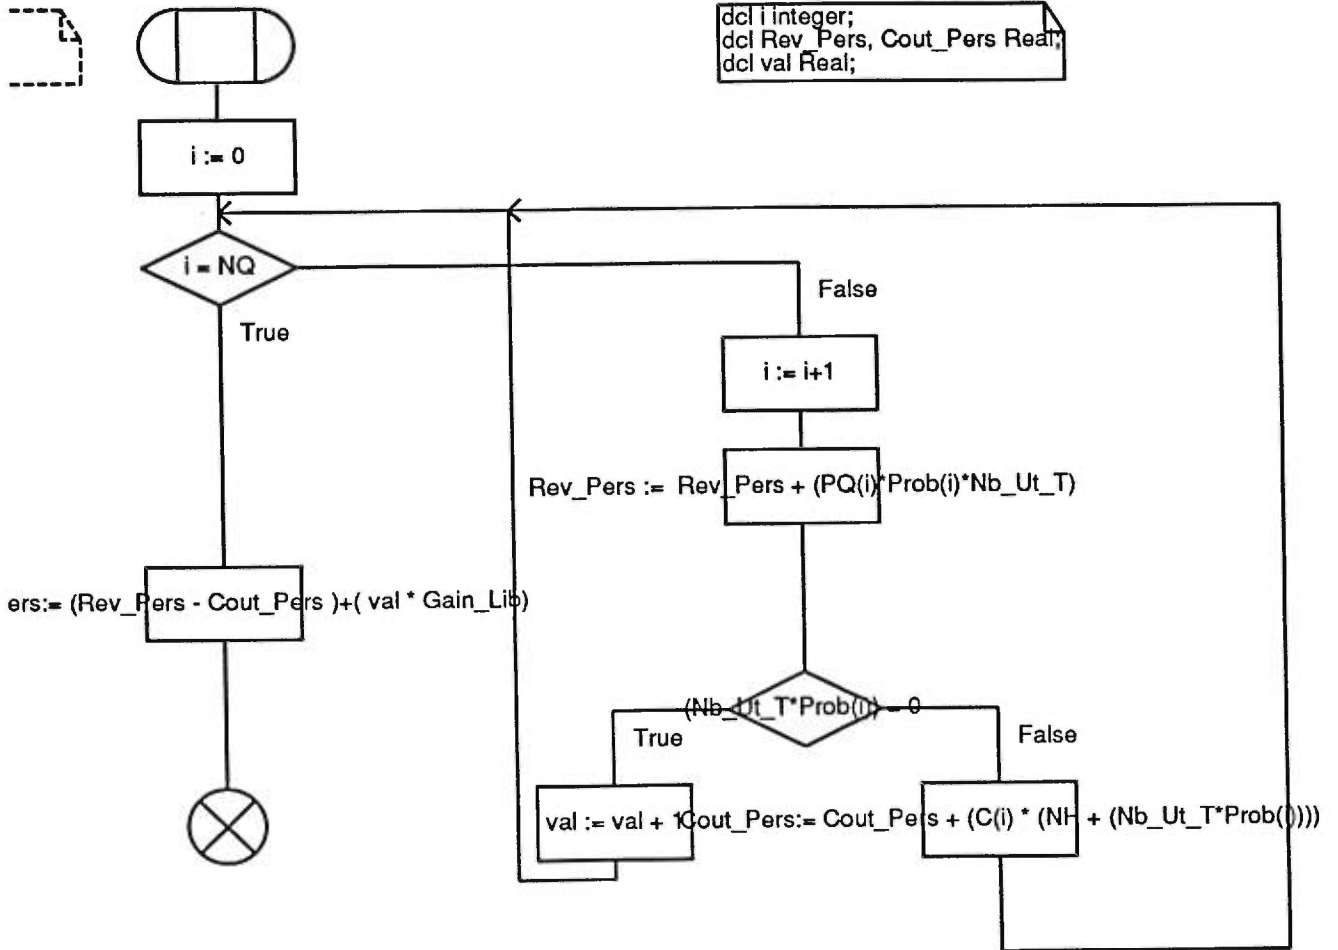 dcl i integer;
dcl Rev_Pers, Cout_Pers Real;
dcl val Real;
i := 0
i = NQ
False
True
i := i+1
Rev_Pers := Rev_Pers + (PQ(i)*Prob(i)*Nb_Ut_T)
ers:= (Rev_Pers - Cout_Pers )+( val * Gain_Lib)
(Nb_Ut_T*Prob(i)) = 0
True
False
val := val + 1
Cout_Pers:= Cout_Pers + (C(i) * (NH + (Nb_Ut_T*Prob(i))))